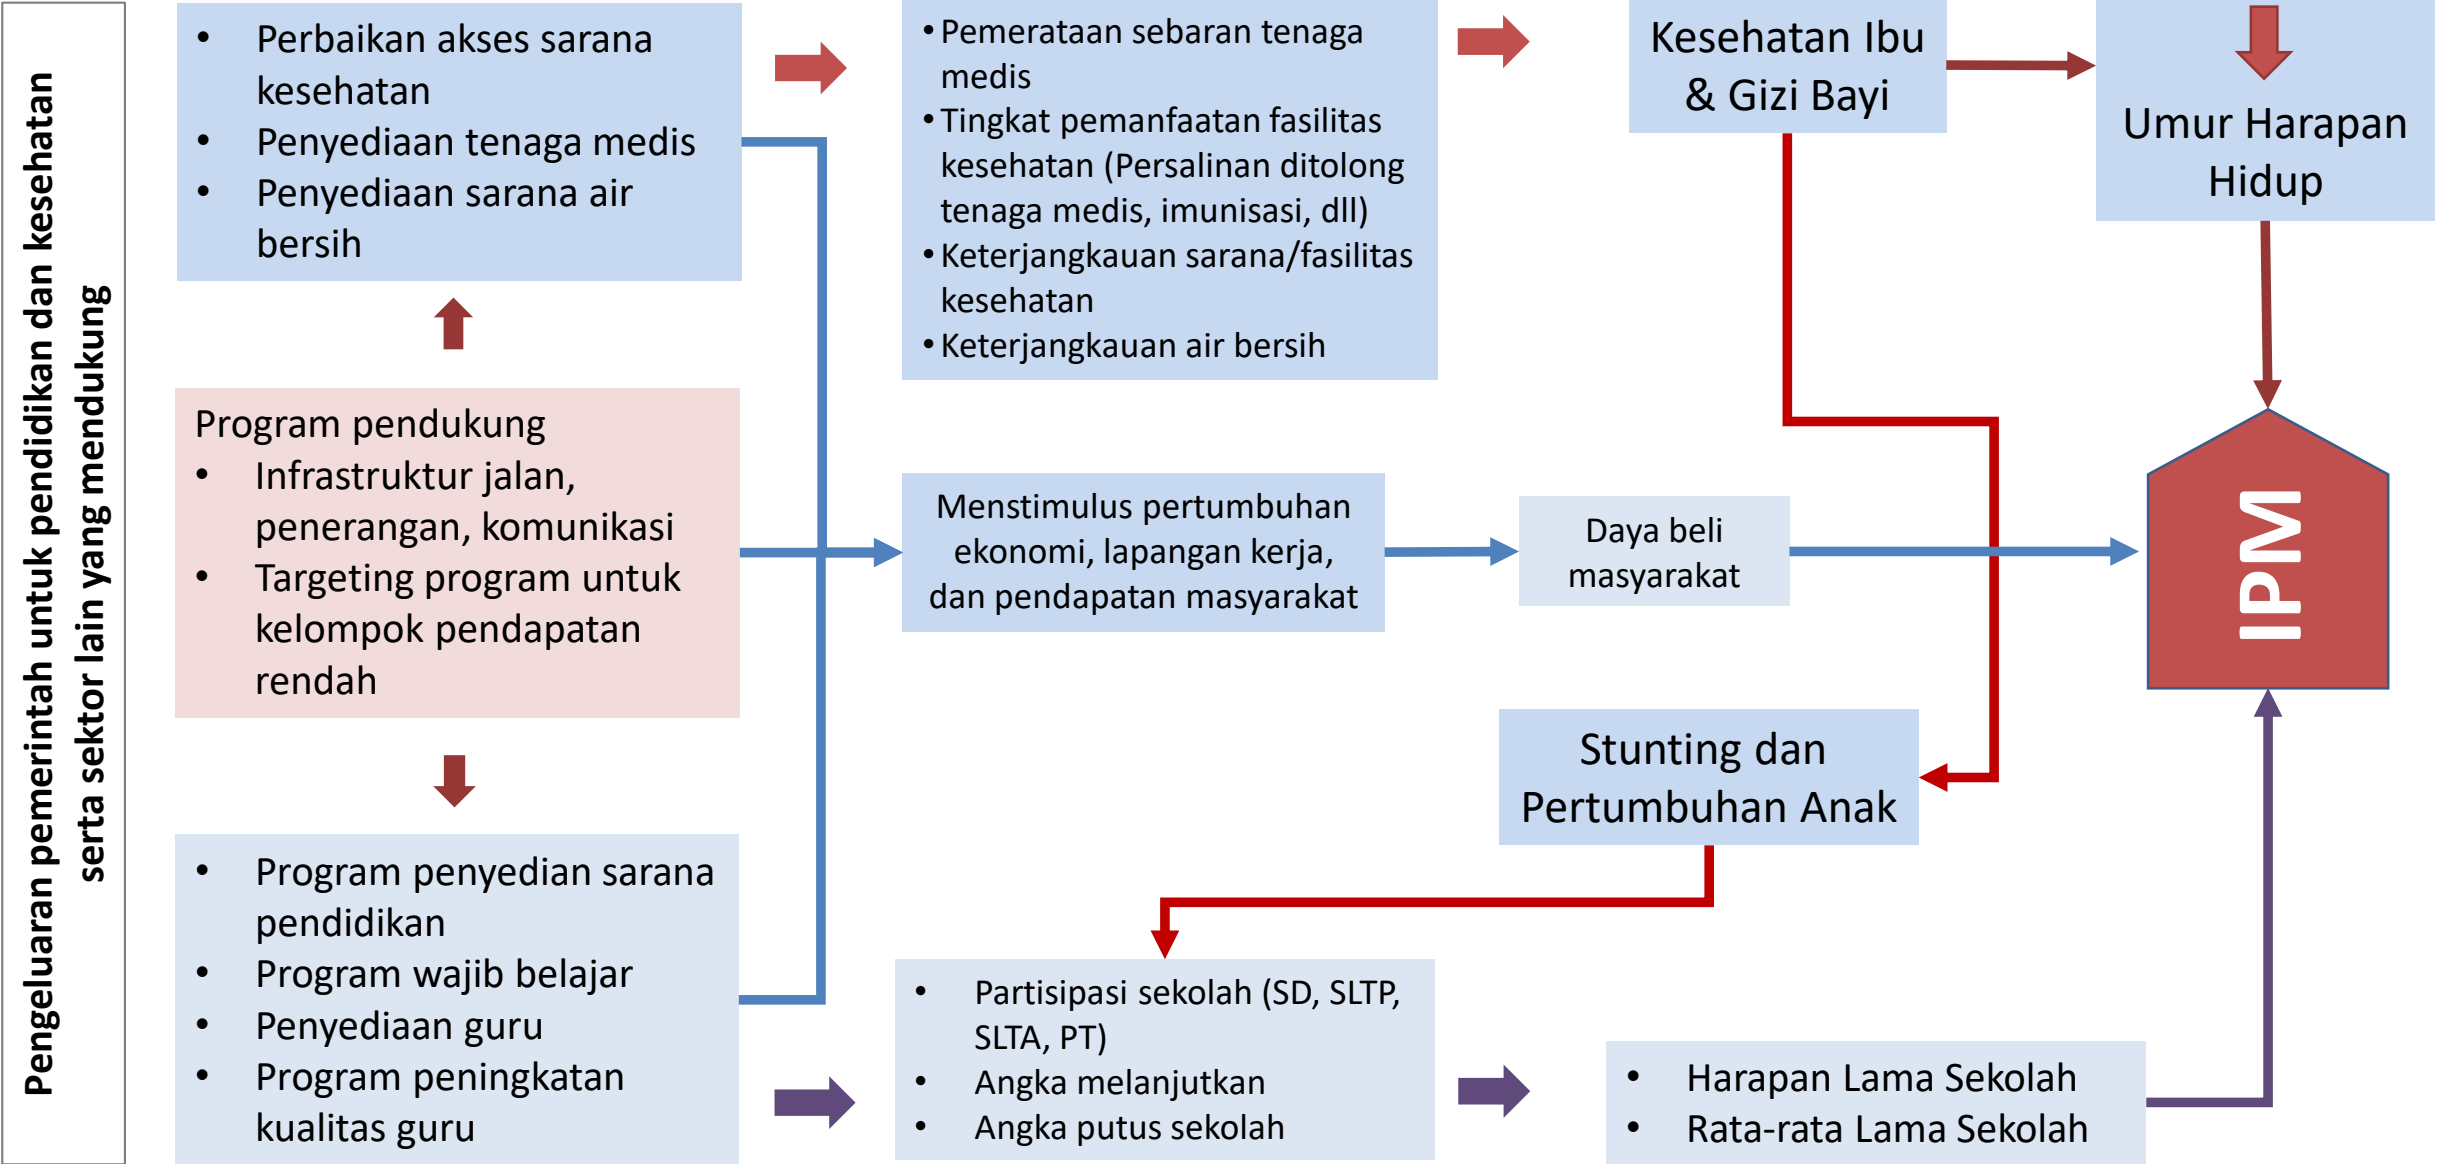 Pengeluaran pemerintah untuk pendidikan dan kesehatan
serta sektor lain yang mendukung
• Perbaikan akses sarana
kesehatan
• Penyediaan tenaga medis
• Penyediaan sarana air
bersih
• Pemerataan sebaran tenaga
medis
• Tingkat pemanfaatan fasilitas
kesehatan (Persalinan ditolong
tenaga medis, imunisasi, dll)
• Keterjangkauan sarana/fasilitas
kesehatan
• Keterjangkauan air bersih
Kesehatan Ibu
& Gizi Bayi
Umur Harapan
Hidup
Program pendukung
• Infrastruktur jalan,
penerangan, komunikasi
• Targeting program untuk
kelompok pendapatan
rendah
Menstimulus pertumbuhan
ekonomi, lapangan kerja,
dan pendapatan masyarakat
Daya beli
masyarakat
IPM
Stunting dan
Pertumbuhan Anak
• Program penyedian sarana
pendidikan
• Program wajib belajar
• Penyediaan guru
• Program peningkatan
kualitas guru
• Partisipasi sekolah (SD, SLTP,
SLTA, PT)
• Angka melanjutkan
• Angka putus sekolah
• Harapan Lama Sekolah
• Rata-rata Lama Sekolah